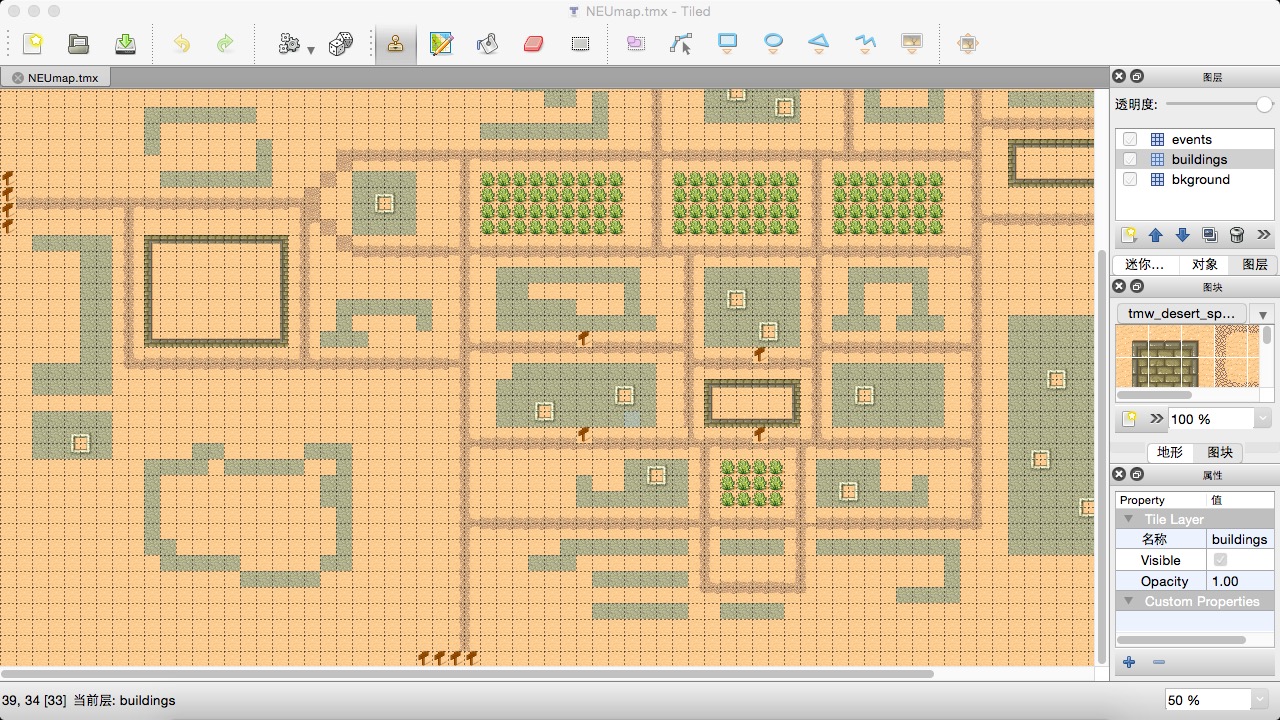 NEUmap.tmx - Tiled
NEUmap.tmx
图层
透明度:
events
buildings
bkground
迷你... 对象 图层
图块
tmw_desert_sp...
100 %
地形 图块
属性
Property 值
Tile Layer
名称 buildings
Visible
Opacity 1.00
Custom Properties
39, 34 [33] 当前层: buildings
50 %